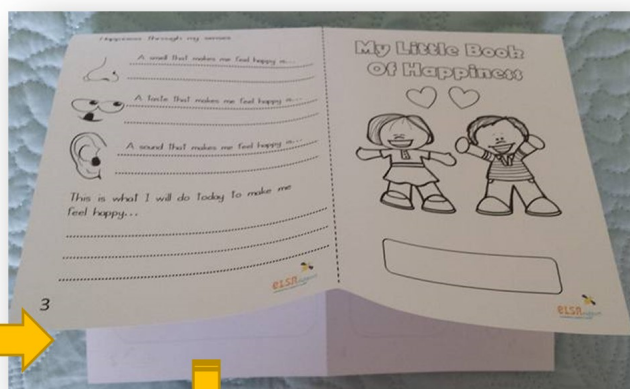 Happiness through my senses
A smell that makes me feel happy is...
A taste that makes me feel happy is...
A sound that makes me feel happy is...
This is what I will do today to make me
feel happy...
3
My Little Book
Of Happiness